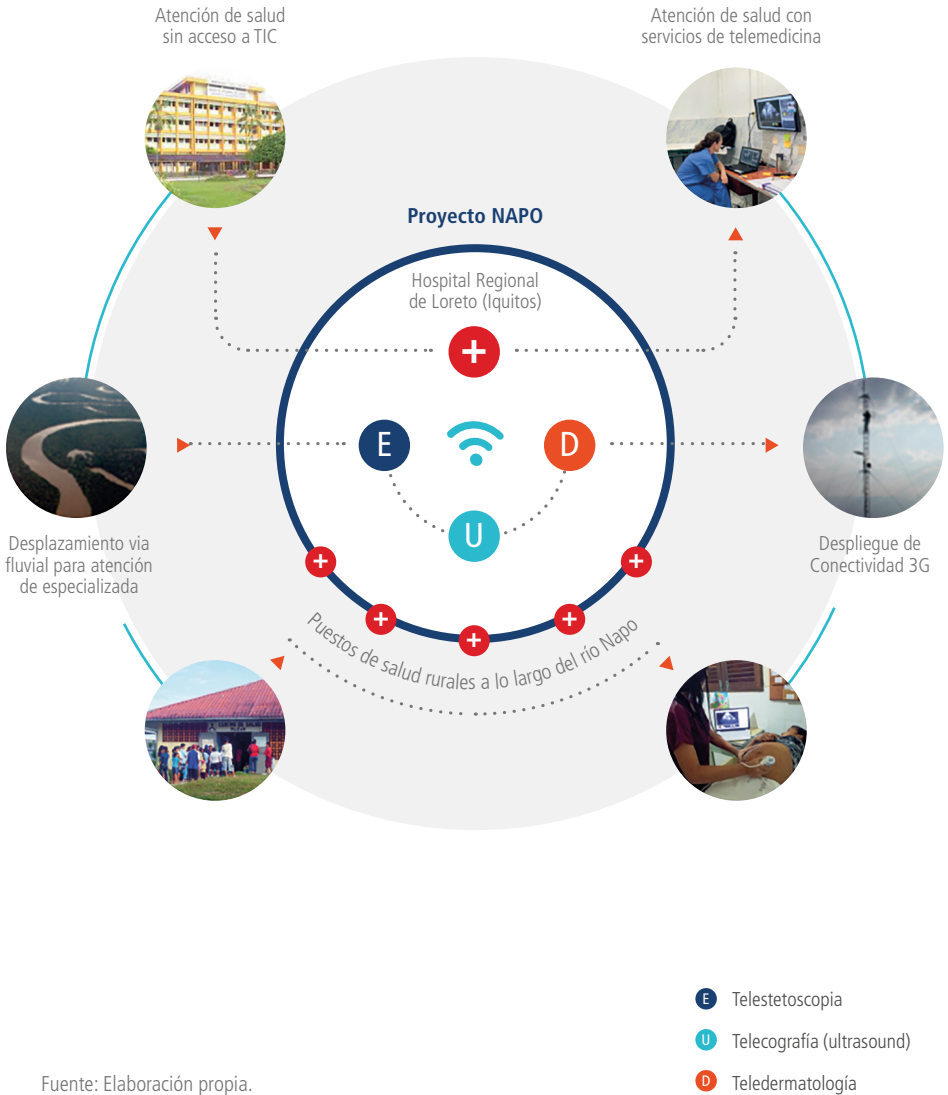 Atención de salud
sin acceso a TIC
Atención de salud con
servicios de telemedicina
Proyecto NAPO
Hospital Regional
de Loreto (Iquitos)
+
E
D
U
Desplazamiento via
fluvial para atención
de especializada
Despliegue de
Conectividad 3G
+
+
+
+
+
Puestos de salud rurales a lo largo del río Napo
E Telestetoscopia
U Telecografía (ultrasound)
D Teledermatología
Fuente: Elaboración propia.